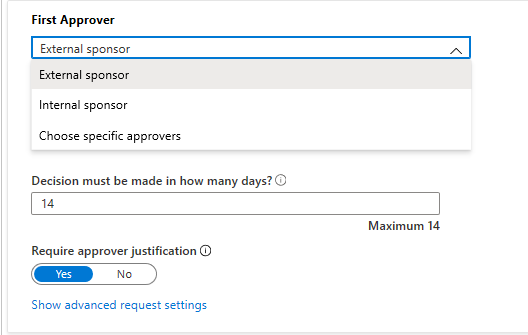 First Approver
External sponsor
External sponsor
Internal sponsor
Choose specific approvers
Decision must be made in how many days?
14
Maximum 14
Require approver justification
Yes No
Show advanced request settings